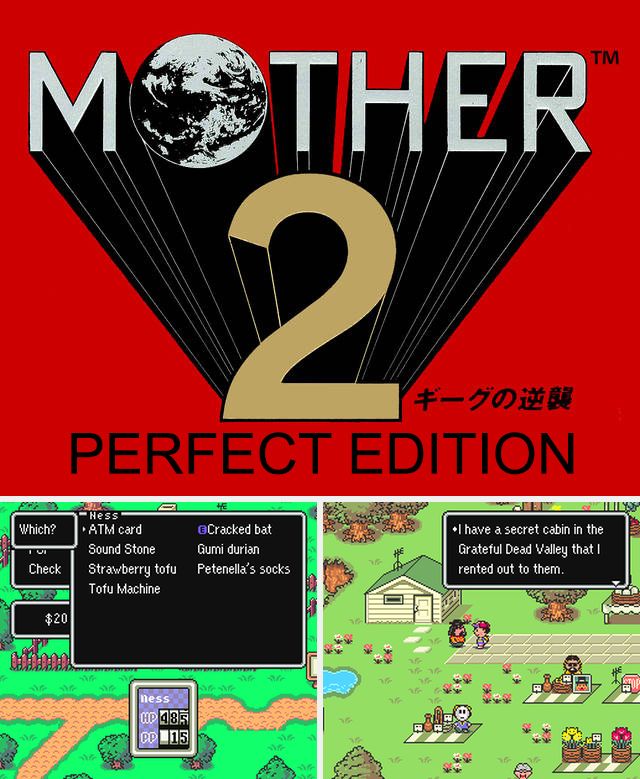 MOTHER™
2
ギーグの逆襲
PERFECT EDITION
Which?
Ness
ATM card
Cracked bat
Sound Stone
Gumi durian
Strawberry tofu
Petenella's socks
Tofu Machine
Check
$20
Ness
HP 485
PP 15
•I have a secret cabin in the
Grateful Dead Valley that I
rented out to them.